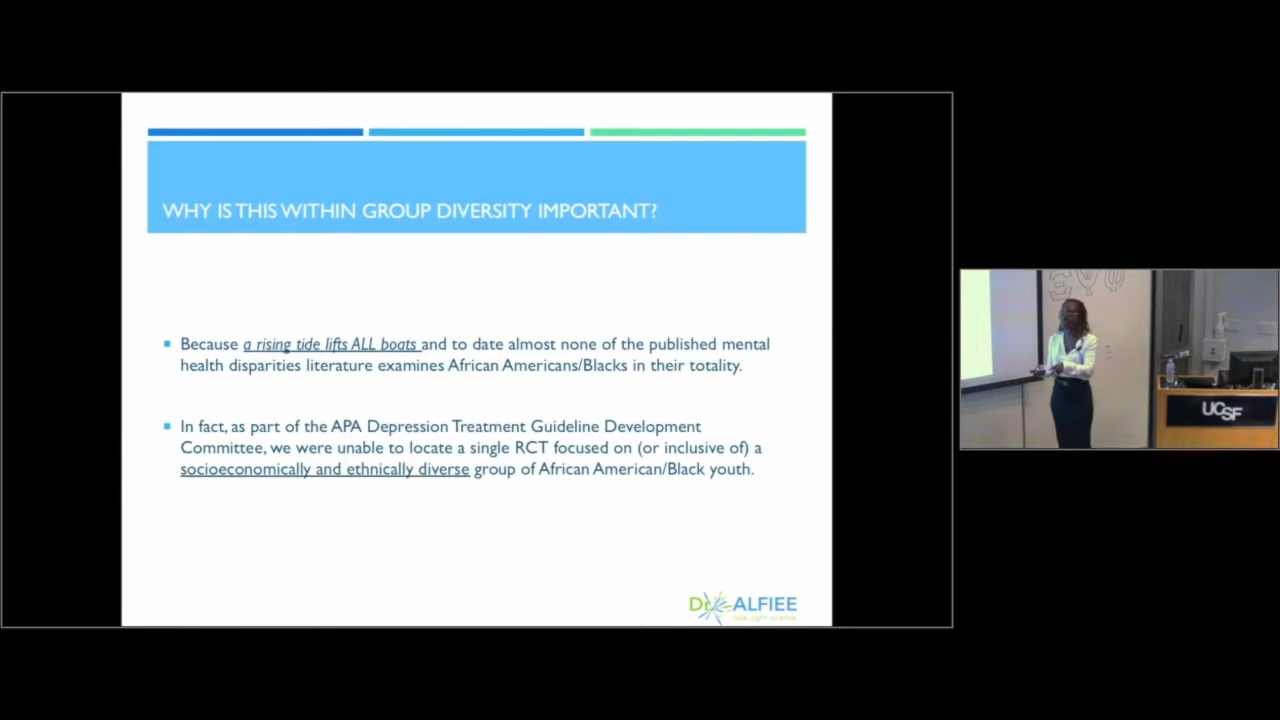 WHY IS THIS WITHIN GROUP DIVERSITY IMPORTANT?
Because a rising tide lifts ALL boats and to date almost none of the published mental
health disparities literature examines African Americans/Blacks in their totality.
In fact, as part of the APA Depression Treatment Guideline Development
Committee, we were unable to locate a single RCT focused on (or inclusive of) a
socioeconomically and ethnically diverse group of African American/Black youth.
Dr ALFIEE
UCSF